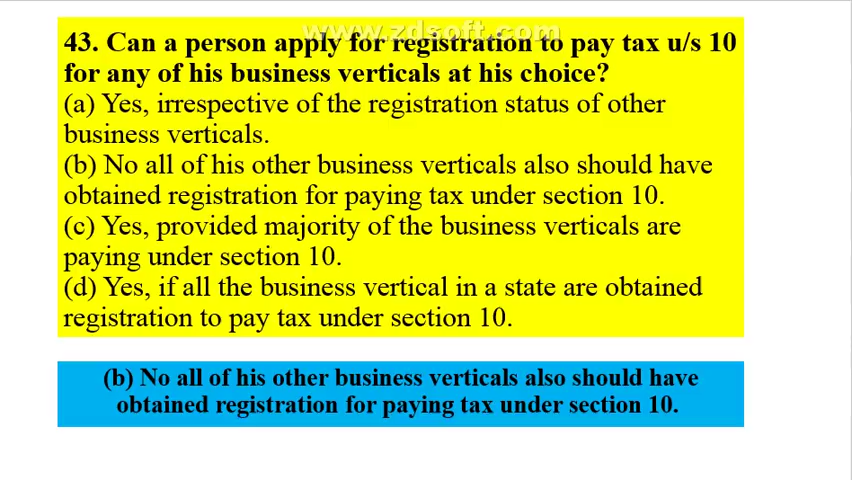 www.zdsoft.com
43. Can a person apply for registration to pay tax u/s 10
for any of his business verticals at his choice?
(a) Yes, irrespective of the registration status of other
business verticals.
(b) No all of his other business verticals also should have
obtained registration for paying tax under section 10.
(c) Yes, provided majority of the business verticals are
paying under section 10.
(d) Yes, if all the business vertical in a state are obtained
registration to pay tax under section 10.
(b) No all of his other business verticals also should have
obtained registration for paying tax under section 10.